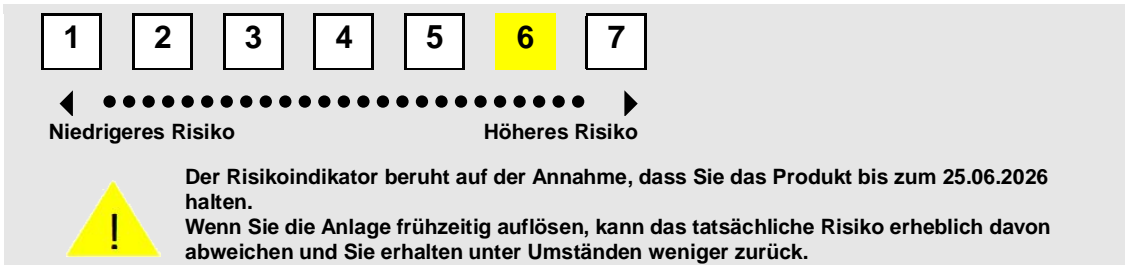 1 2 3 4 5 6 7
Niedrigeres Risiko Höheres Risiko
Der Risikoindikator beruht auf der Annahme, dass Sie das Produkt bis zum 25.06.2026
halten.
Wenn Sie die Anlage frühzeitig auflösen, kann das tatsächliche Risiko erheblich davon
abweichen und Sie erhalten unter Umständen weniger zurück.
!